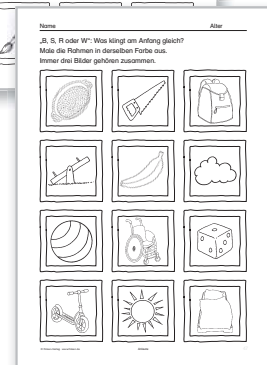 Name Alter
„B, S, R oder W“: Was klingt am Anfang gleich?
Male die Rahmen in derselben Farbe aus.
Immer drei Bilder gehören zusammen.